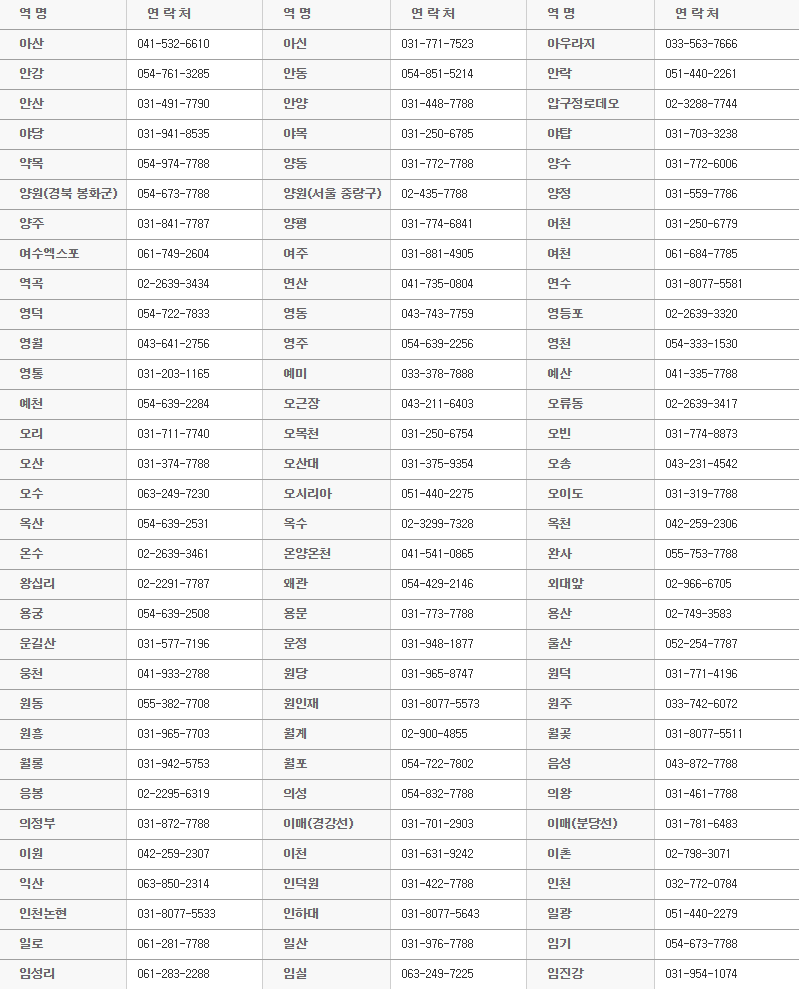 역 명 연 락 처 역 명 연 락 처 역 명 연 락 처
아산 041-532-6610 아신 031-771-7523 아우라지 033-563-7666
안강 054-761-3285 안동 054-851-5214 안락 051-440-2261
안산 031-491-7790 안양 031-448-7788 압구정로데오 02-3288-7744
야당 031-941-8535 야목 031-250-6785 야탑 031-703-3238
약목 054-974-7788 양동 031-772-7788 양수 031-772-6006
양원(경북 봉화군) 054-673-7788 양원(서울 중랑구) 02-435-7788 양정 031-559-7786
양주 031-841-7787 양평 031-774-6841 어천 031-250-6779
여수엑스포 061-749-2604 여주 031-881-4905 여천 061-684-7785
역곡 02-2639-3434 연산 041-735-0804 연수 031-8077-5581
영덕 054-722-7833 영동 043-743-7759 영등포 02-2639-3320
영월 043-641-2756 영주 054-639-2256 영천 054-333-1530
영통 031-203-1165 예미 033-378-7888 예산 041-335-7788
예천 054-639-2284 오근장 043-211-6403 오류동 02-2639-3417
오리 031-711-7740 오목천 031-250-6754 오빈 031-774-8873
오산 031-374-7788 오산대 031-375-9354 오송 043-231-4542
오수 063-249-7230 오시리아 051-440-2275 오이도 031-319-7788
옥산 054-639-2531 옥수 02-3299-7328 옥천 042-259-2306
온수 02-2639-3461 온양온천 041-541-0865 완사 055-753-7788
왕십리 02-2291-7787 왜관 054-429-2146 외대앞 02-966-6705
용궁 054-639-2508 용문 031-773-7788 용산 02-749-3583
운길산 031-577-7196 운정 031-948-1877 울산 052-254-7787
웅천 041-933-2788 원당 031-965-8747 원덕 031-771-4196
원동 055-382-7708 원인재 031-8077-5573 원주 033-742-6072
원흥 031-965-7703 월계 02-900-4855 월곶 031-8077-5511
월롱 031-942-5753 월포 054-722-7802 음성 043-872-7788
응봉 02-2295-6319 의성 054-832-7788 의왕 031-461-7788
의정부 031-872-7788 이매(경강선) 031-701-2903 이매(분당선) 031-781-6483
이원 042-259-2307 이천 031-631-9242 이촌 02-798-3071
익산 063-850-2314 인덕원 031-422-7788 인천 032-772-0784
인천논현 031-8077-5533 인하대 031-8077-5643 일광 051-440-2279
일로 061-281-7788 일산 031-976-7788 임기 054-673-7788
임성리 061-283-2288 임실 063-249-7225 임진강 031-954-1074